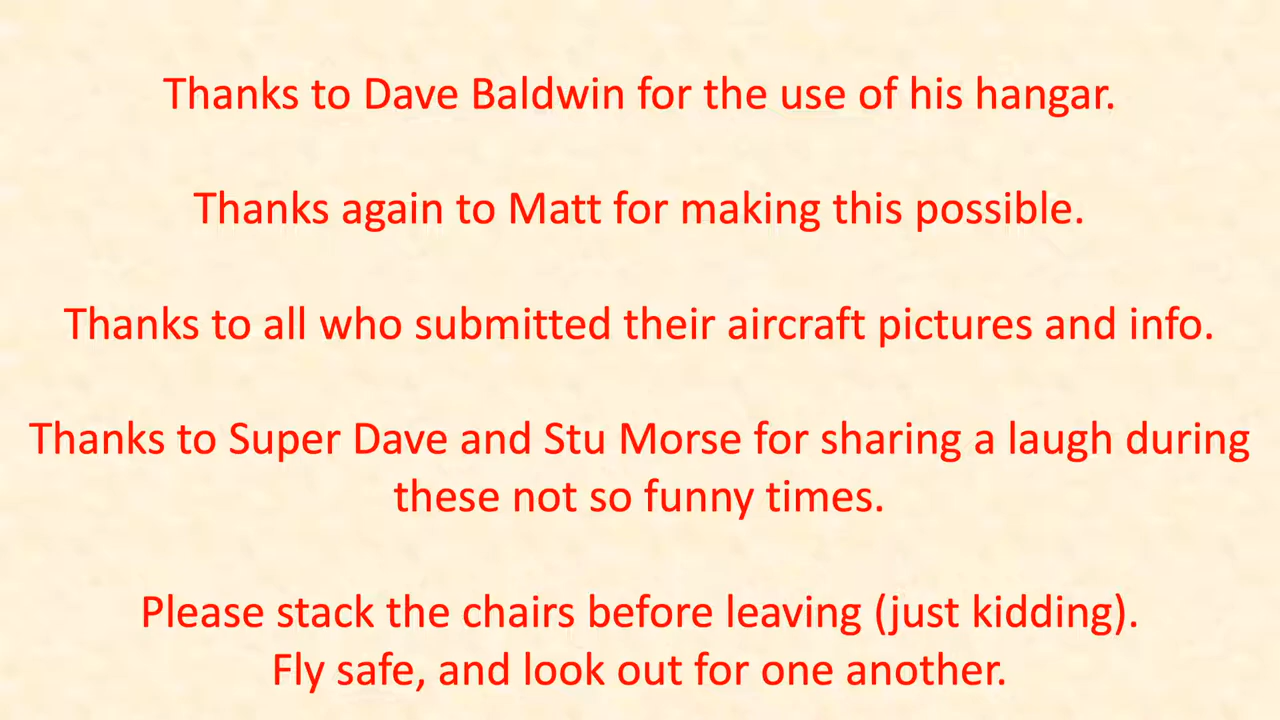 Thanks to Dave Baldwin for the use of his hangar.
Thanks again to Matt for making this possible.
Thanks to all who submitted their aircraft pictures and info.
Thanks to Super Dave and Stu Morse for sharing a laugh during
these not so funny times.
Please stack the chairs before leaving (just kidding).
Fly safe, and look out for one another.